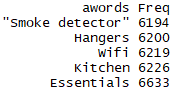 awords Freq
"Smoke detector" 6194
Hangers 6200
Wifi 6219
Kitchen 6226
Essentials 6633